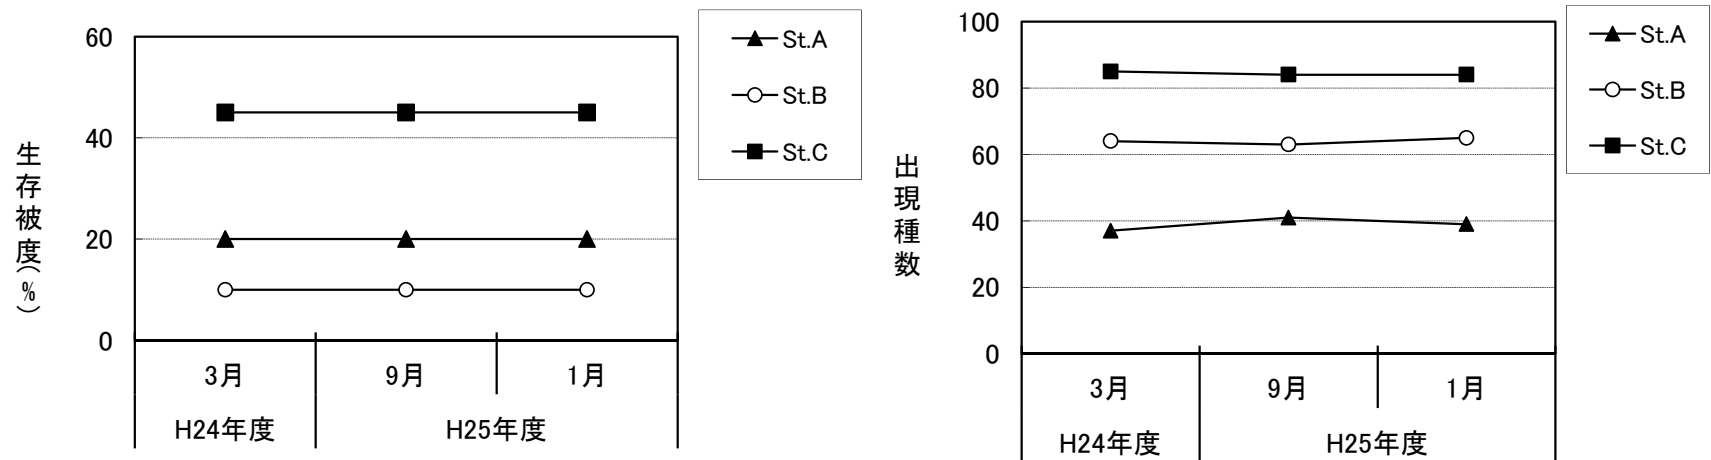 生存被度(%)
60
40
20
0
3月 9月 1月
H24年度 H25年度
St.A
St.B
St.C
出現種数
100
80
60
40
20
0
3月 9月 1月
H24年度 H25年度
St.A
St.B
St.C